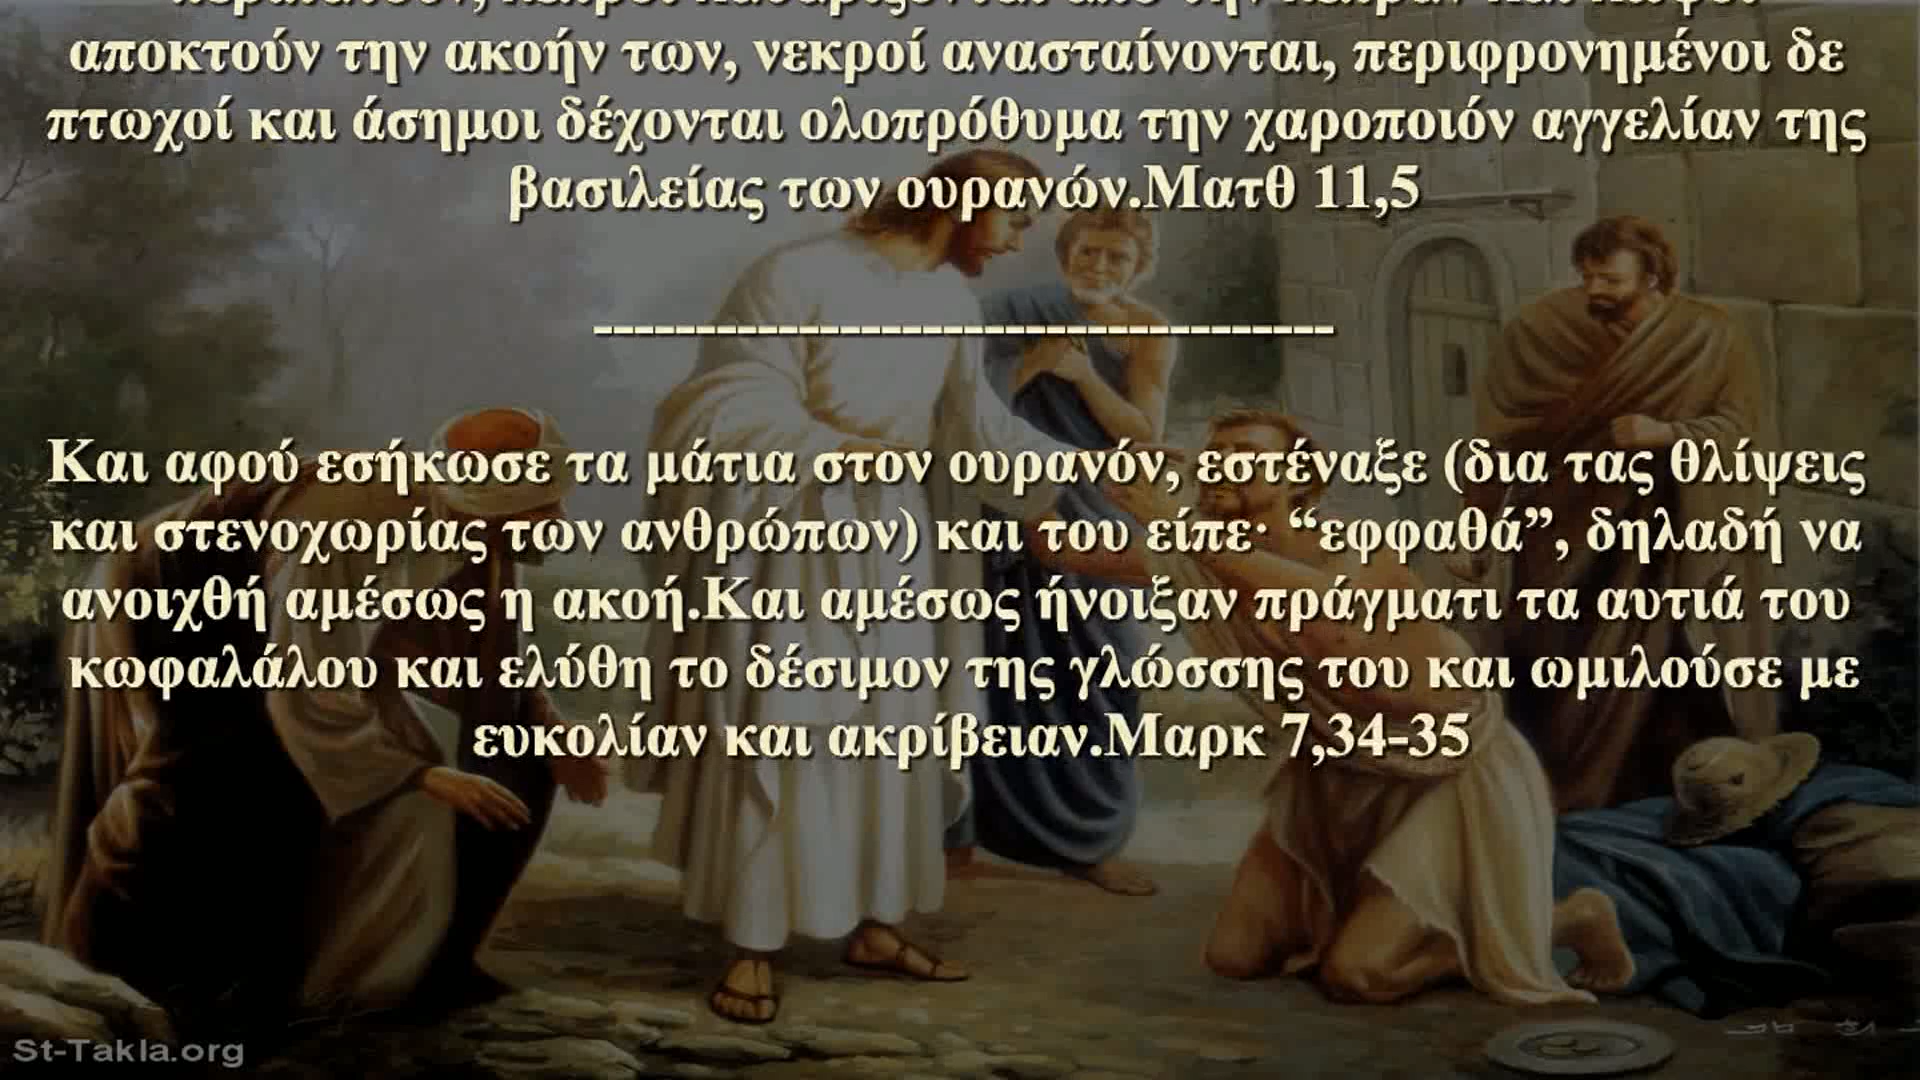 αποκτούν την ακοήν των, νεκροί ανασταίνονται, περιφρονημένοι δε
πτωχοί και άσημοι δέχονται ολοπρόθυμα την χαροποιόν αγγελίαν της
βασιλείας των ουρανών.Ματθ 11,5
------------------------------------
Και αφού εσήκωσε τα μάτια στον ουρανόν, εστέναξε (δια τας θλίψεις
και στενοχωρίας των ανθρώπων) και του είπε· “εφφαθά”, δηλαδή να
ανοιχθή αμέσως η ακοή.Και αμέσως ήνοιξαν πράγματι τα αυτιά του
κωφαλάλου και ελύθη το δέσιμον της γλώσσης του και ωμιλούσε με
ευκολίαν και ακρίβειαν.Μαρκ 7,34-35
St-Takla.org